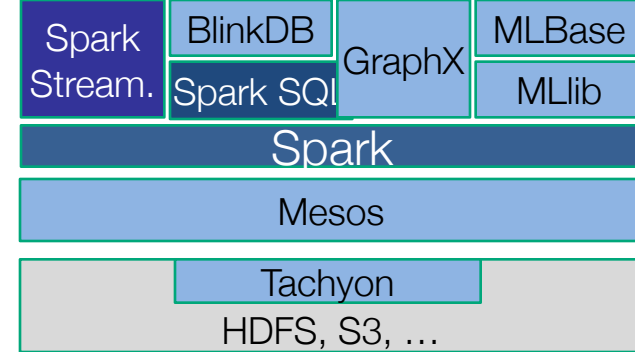 Spark
Stream.
BlinkDB
Spark SQL
GraphX
MLBase
MLlib
Spark
Mesos
Tachyon
HDFS, S3, …